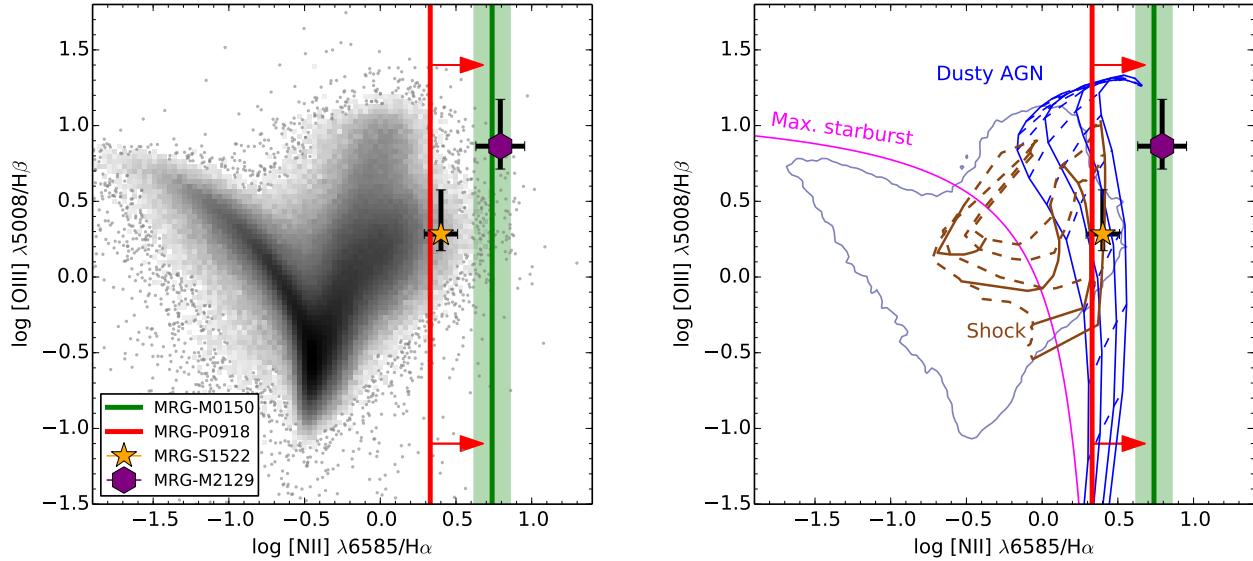 1.5
1.0
0.5
0.0
−0.5
−1.0
−1.5
log [OIII] λ5008/Hβ
MRG-M0150
MRG-P0918
MRG-S1522
MRG-M2129
−1.5 −1.0 −0.5 0.0 0.5 1.0
log [NII] λ6585/Hα
1.5
1.0
0.5
0.0
−0.5
−1.0
−1.5
log [OIII] λ5008/Hβ
Dusty AGN
Max. starburst
Shock
−1.5 −1.0 −0.5 0.0 0.5 1.0
log [NII] λ6585/Hα